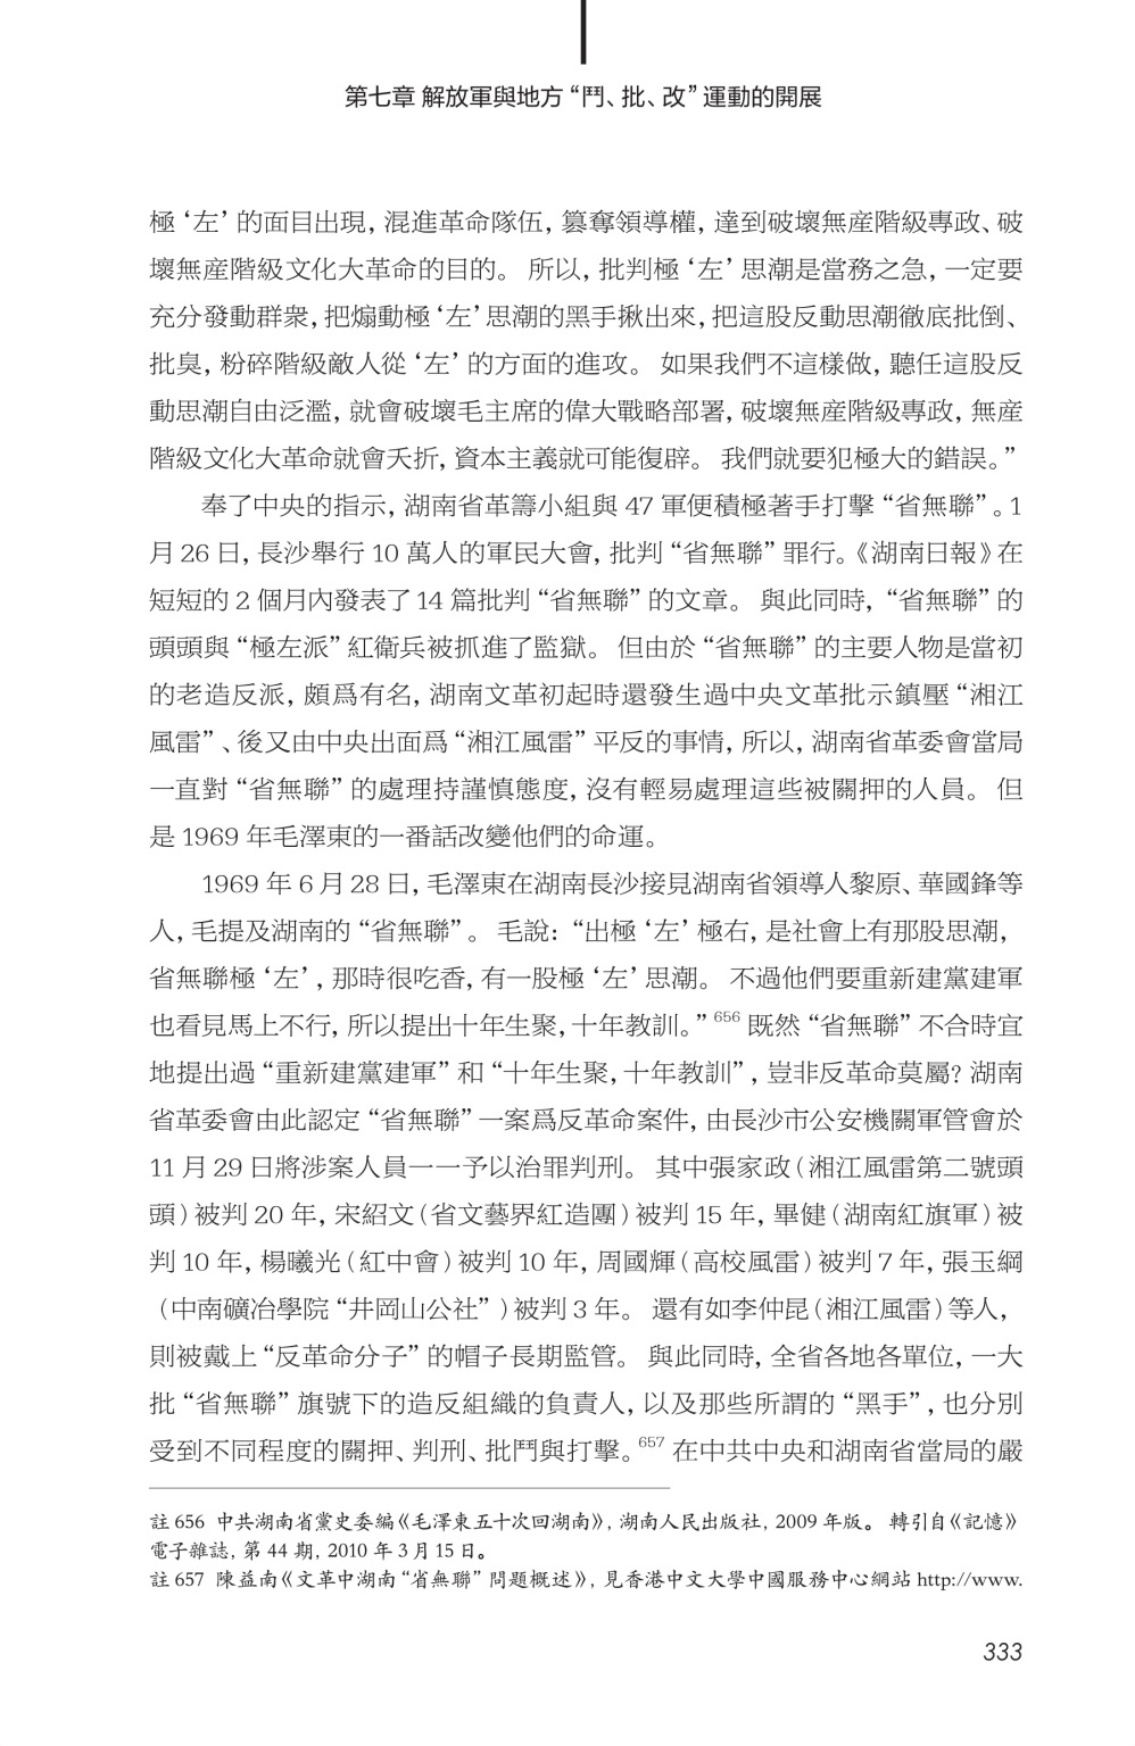 第七章 解放軍與地方“鬥、批、改”運動的開展
極‘左’的面目出現，混進革命隊伍，篡奪領導權，達到破壞無産階級專政、破
壞無産階級文化大革命的目的。所以，批判極‘左’思潮是當務之急，一定要
充分發動群衆，把煽動極‘左’思潮的黑手揪出來，把這股反動思潮徹底批倒、
批臭，粉碎階級敵人從‘左’的方面的進攻。如果我們不這樣做，聽任這股反
動思潮自由泛濫，就會破壞毛主席的偉大戰略部署，破壞無産階級專政，無産
階級文化大革命就會夭折，資本主義就可能復辟。我們就要犯極大的錯誤。”
奉了中央的指示，湖南省革籌小組與 47 軍便積極著手打擊“省無聯”。1
月 26 日，長沙舉行 10 萬人的軍民大會，批判“省無聯”罪行。《湖南日報》在
短短的 2 個月內發表了 14 篇批判“省無聯”的文章。與此同時，“省無聯”的
頭頭與“極左派”紅衛兵被抓進了監獄。但由於“省無聯”的主要人物是當初
的老造反派，頗爲有名，湖南文革初起時還發生過中央文革批示鎮壓“湘江
風雷”、後又由中央出面爲“湘江風雷”平反的事情，所以，湖南省革委會當局
一直對“省無聯”的處理持謹慎態度，沒有輕易處理這些被關押的人員。但
是 1969 年毛澤東的一番話改變他們的命運。
1969 年 6 月 28 日，毛澤東在湖南長沙接見湖南省領導人黎原、華國鋒等
人，毛提及湖南的“省無聯”。毛說：“出極‘左’極右，是社會上有那股思潮，
省無聯極‘左’，那時很吃香，有一股極‘左’思潮。不過他們要重新建黨建軍
也看見馬上不行，所以提出十年生聚，十年教訓。”656 既然“省無聯”不合時宜
地提出過“重新建黨建軍”和“十年生聚，十年教訓”，豈非反革命莫屬？湖南
省革委會由此認定“省無聯”一案爲反革命案件，由長沙市公安機關軍管會於
11 月 29 日將涉案人員一一予以治罪判刑。其中張家政（湘江風雷第二號頭
頭）被判 20 年，宋紹文（省文藝界紅造團）被判 15 年，畢健（湖南紅旗軍）被
判 10 年，楊曦光（紅中會）被判 10 年，周國輝（高校風雷）被判 7 年，張玉綱
（中南礦冶學院“井岡山公社”）被判 3 年。還有如李仲昆（湘江風雷）等人，
則被戴上“反革命分子”的帽子長期監管。與此同時，全省各地各單位，一大
批“省無聯”旗號下的造反組織的負責人，以及那些所謂的“黑手”，也分別
受到不同程度的關押、判刑、批鬥與打擊。657 在中共中央和湖南省當局的嚴
註 656 中共湖南省黨史委編《毛澤東五十次回湖南》，湖南人民出版社，2009 年版。轉引自《記憶》
電子雜誌，第 44 期，2010 年 3 月 15 日。
註 657 陳益南《文革中湖南“省無聯”問題概述》，見香港中文大學中國服務中心網站 http://www.
333